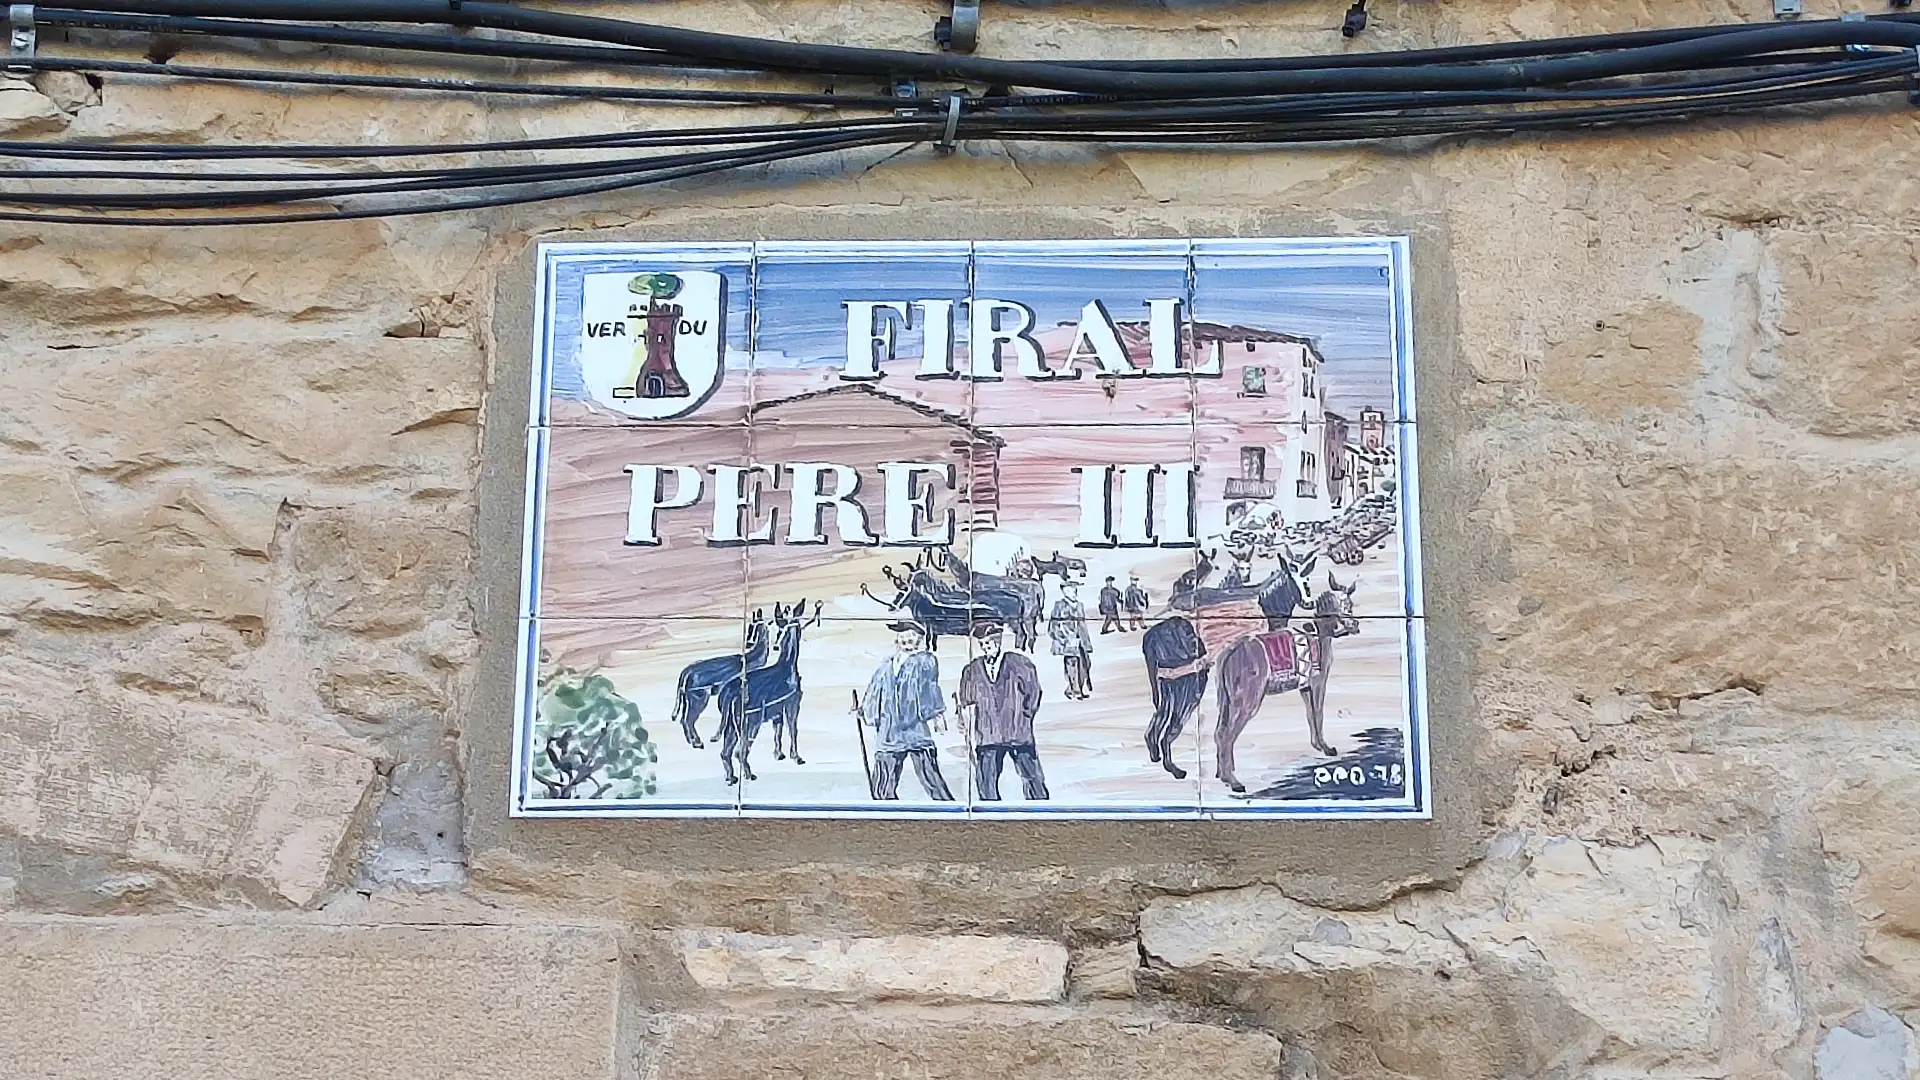 VER DU
FIRAL
PERE III